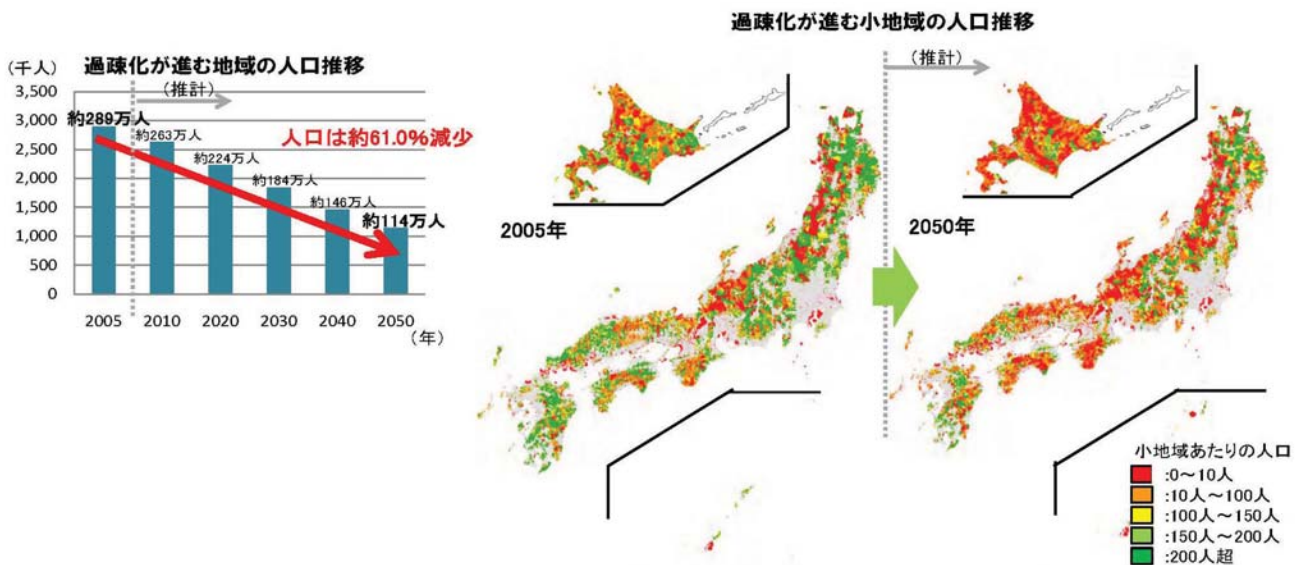 過疎化が進む小地域の人口推移
過疎化が進む地域の人口推移
(千人)
(推計)
3,500
3,000
2,500
2,000
1,500
1,000
500
0
約289万人
約263万人
約224万人
約184万人
約146万人
約114万人
人口は約61.0%減少
2005 2010 2020 2030 2040 2050
(年)
(推計)
2005年
2050年
小地域あたりの人口
:0～10人
:10人～100人
:100人～150人
:150人～200人
:200人超